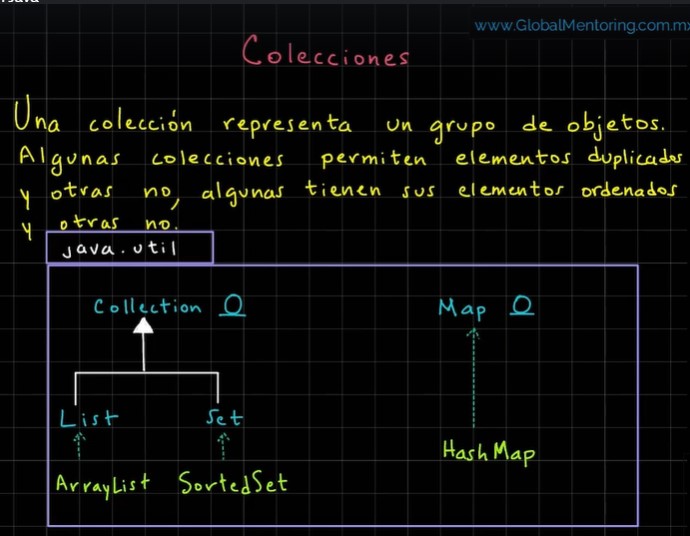 www.GlobalMentoring.com.mx
Colecciones
Una colección representa un grupo de objetos.
Algunas colecciones permiten elementos duplicados
y otras no, algunas tienen sus elementos ordenados
y otras no.
java.util
Collection Map
List Set
HashMap
ArrayList SortedSet